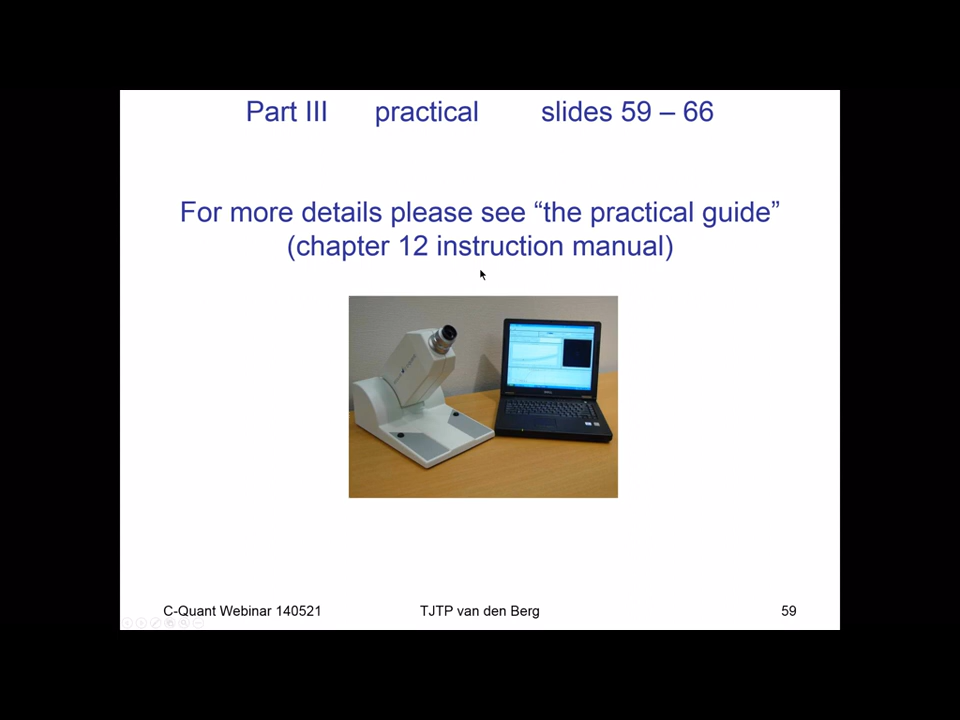 Part III practical slides 59 – 66
For more details please see “the practical guide”
(chapter 12 instruction manual)
C-Quant Webinar 140521 TJTP van den Berg 59